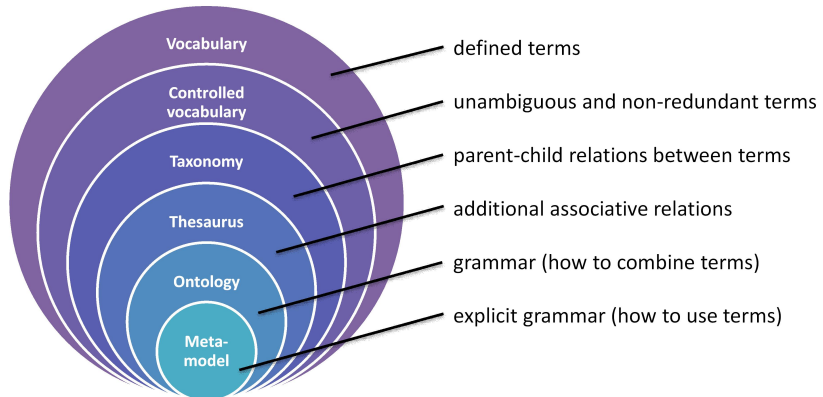 Vocabulary
defined terms
Controlled
vocabulary
unambiguous and non-redundant terms
Taxonomy
parent-child relations between terms
Thesaurus
additional associative relations
Ontology
grammar (how to combine terms)
Meta-
model
explicit grammar (how to use terms)